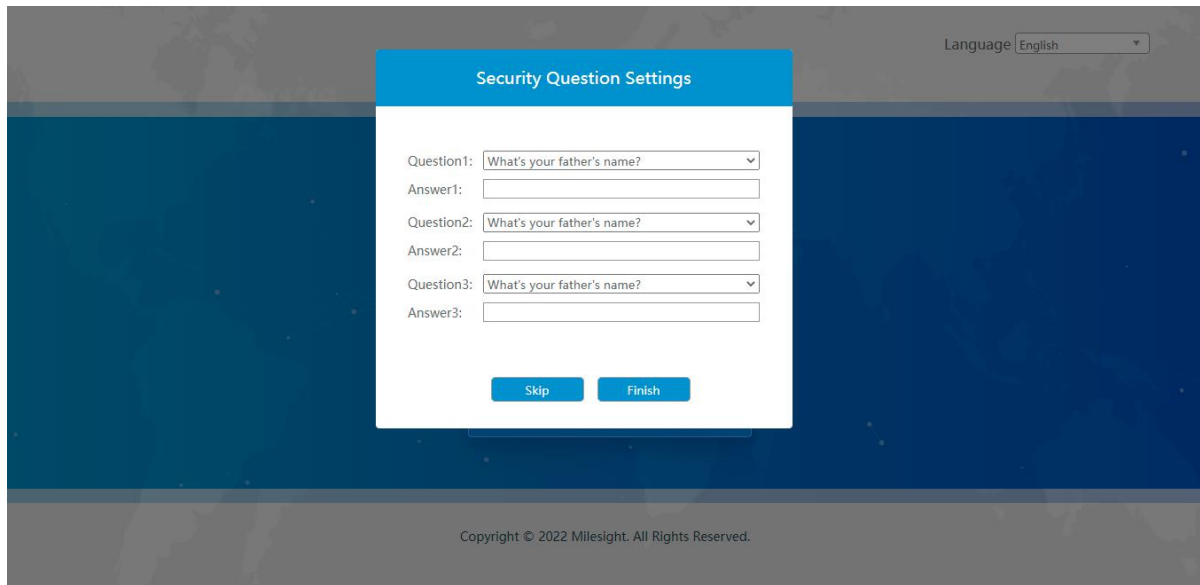 Language English
Security Question Settings
Question1: What's your father's name?
Answer1:
Question2: What's your father's name?
Answer2:
Question3: What's your father's name?
Answer3:
Skip Finish
Copyright © 2022 Milesight. All Rights Reserved.